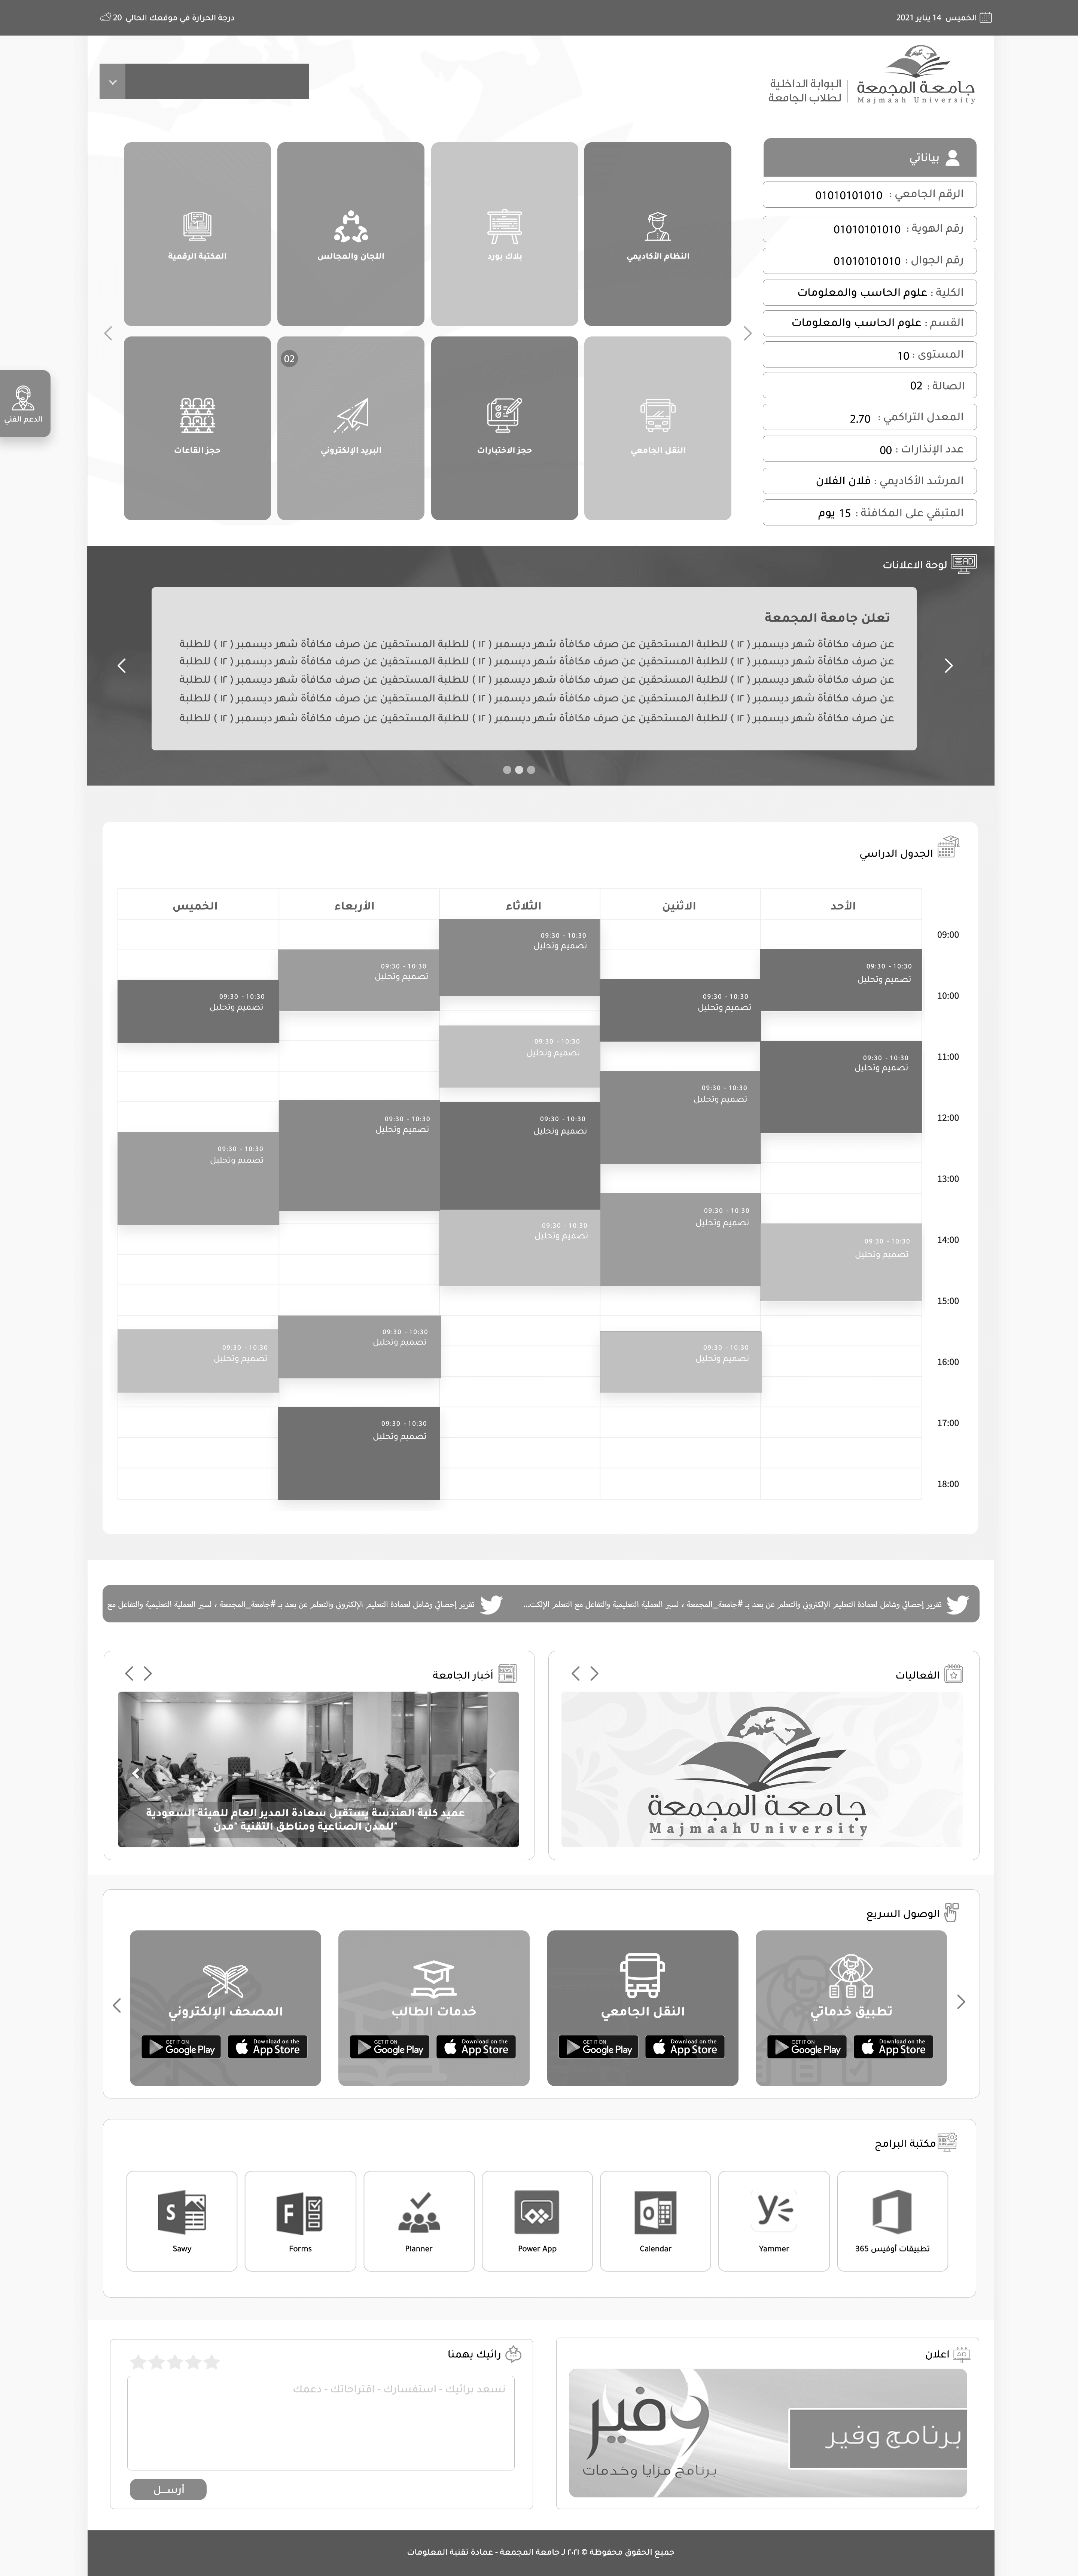 الخميس 14 يناير 2021
درجة الحرارة في موقعك الحالي 20
جامعة المجمعة
Majmaah University
البوابة الداخلية
لطلاب الجامعة
بياناتي
الرقم الجامعي : 01010101010
رقم الهوية : 01010101010
رقم الجوال : 01010101010
الكلية : علوم الحاسب والمعلومات
القسم : علوم الحاسب والمعلومات
المستوى : 10
الصالة : 02
المعدل التراكمي : 2.70
عدد الإنذارات : 00
المرشد الأكاديمي : فلان الفلان
المتبقي على المكافئة : 15 يوم
النظام الأكاديمي
بلاك بورد
اللجان والمجالس
المكتبة الرقمية
النقل الجامعي
حجز الاختبارات
02
البريد الإلكتروني
حجز القاعات
الدعم الفني
AD
لوحة الاعلانات
تعلن جامعة المجمعة
عن صرف مكافأة شهر ديسمبر ( ١٢ ) للطلبة المستحقين عن صرف مكافأة شهر ديسمبر ( ١٢ ) للطلبة المستحقين عن صرف مكافأة شهر ديسمبر ( ١٢ ) للطلبة
عن صرف مكافأة شهر ديسمبر ( ١٢ ) للطلبة المستحقين عن صرف مكافأة شهر ديسمبر ( ١٢ ) للطلبة المستحقين عن صرف مكافأة شهر ديسمبر ( ١٢ ) للطلبة
عن صرف مكافأة شهر ديسمبر ( ١٢ ) للطلبة المستحقين عن صرف مكافأة شهر ديسمبر ( ١٢ ) للطلبة المستحقين عن صرف مكافأة شهر ديسمبر ( ١٢ ) للطلبة
عن صرف مكافأة شهر ديسمبر ( ١٢ ) للطلبة المستحقين عن صرف مكافأة شهر ديسمبر ( ١٢ ) للطلبة المستحقين عن صرف مكافأة شهر ديسمبر ( ١٢ ) للطلبة
عن صرف مكافأة شهر ديسمبر ( ١٢ ) للطلبة المستحقين عن صرف مكافأة شهر ديسمبر ( ١٢ ) للطلبة المستحقين عن صرف مكافأة شهر ديسمبر ( ١٢ ) للطلبة
الجدول الدراسي
الأحد
الاثنين
الثلاثاء
الأربعاء
الخميس
09:00
10:00
11:00
12:00
13:00
14:00
15:00
16:00
17:00
18:00
09:30 - 10:30
تصميم وتحليل
09:30 - 10:30
تصميم وتحليل
09:30 - 10:30
تصميم وتحليل
09:30 - 10:30
تصميم وتحليل
09:30 - 10:30
تصميم وتحليل
09:30 - 10:30
تصميم وتحليل
09:30 - 10:30
تصميم وتحليل
09:30 - 10:30
تصميم وتحليل
09:30 - 10:30
تصميم وتحليل
09:30 - 10:30
تصميم وتحليل
09:30 - 10:30
تصميم وتحليل
09:30 - 10:30
تصميم وتحليل
09:30 - 10:30
تصميم وتحليل
09:30 - 10:30
تصميم وتحليل
09:30 - 10:30
تصميم وتحليل
09:30 - 10:30
تصميم وتحليل
09:30 - 10:30
تصميم وتحليل
09:30 - 10:30
تصميم وتحليل
تقرير إحصائي وشامل لعمادة التعليم الإلكتروني والتعلم عن بعد بـ #جامعة_المجمعة ، لسير العملية التعليمية والتفاعل مع التعلم الإلكت...
تقرير إحصائي وشامل لعمادة التعليم الإلكتروني والتعلم عن بعد بـ #جامعة_المجمعة ، لسير العملية التعليمية والتفاعل مع
الفعاليات
جامعة المجمعة
Majmaah University
أخبار الجامعة
عميد كلية الهندسة يستقبل سعادة المدير العام للهيئة السعودية
للمدن الصناعية ومناطق التقنية "مدن"
الوصول السريع
تطبيق خدماتي
GET IT ON Google Play
Download on the App Store
النقل الجامعي
GET IT ON Google Play
Download on the App Store
خدمات الطالب
GET IT ON Google Play
Download on the App Store
المصحف الإلكتروني
GET IT ON Google Play
Download on the App Store
مكتبة البرامج
تطبيقات أوفيس 365
Yammer
Calendar
Power App
Planner
Forms
Sawy
AD
اعلان
برنامج وفير
وفير
برنامج مزايا وخدمات
رائيك يهمنا
نسعد برائيك - استفسارك - اقتراحاتك - دعمك
أرســل
جميع الحقوق محفوظة © ٢٠٢١ لـ جامعة المجمعة - عمادة تقنية المعلومات